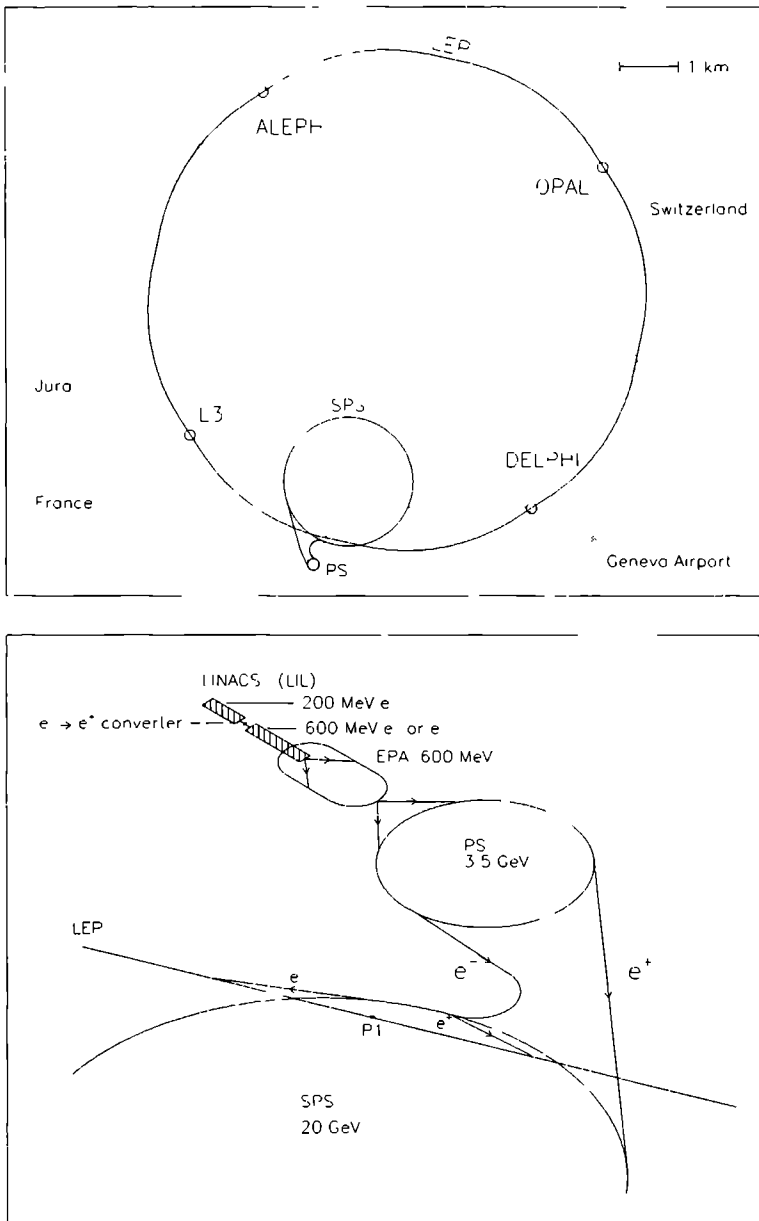 LEP
1 km
ALEPH
OPAL
Switzerland
Jura
L3
SPS
DELPHI
France
Geneva Airport
PS
LINACS (LIL)
200 MeV e
e → e⁺ converter
600 MeV e or e
EPA 600 MeV
PS
3.5 GeV
LEP
e⁻
e⁺
e
e⁺
P1
SPS
20 GeV